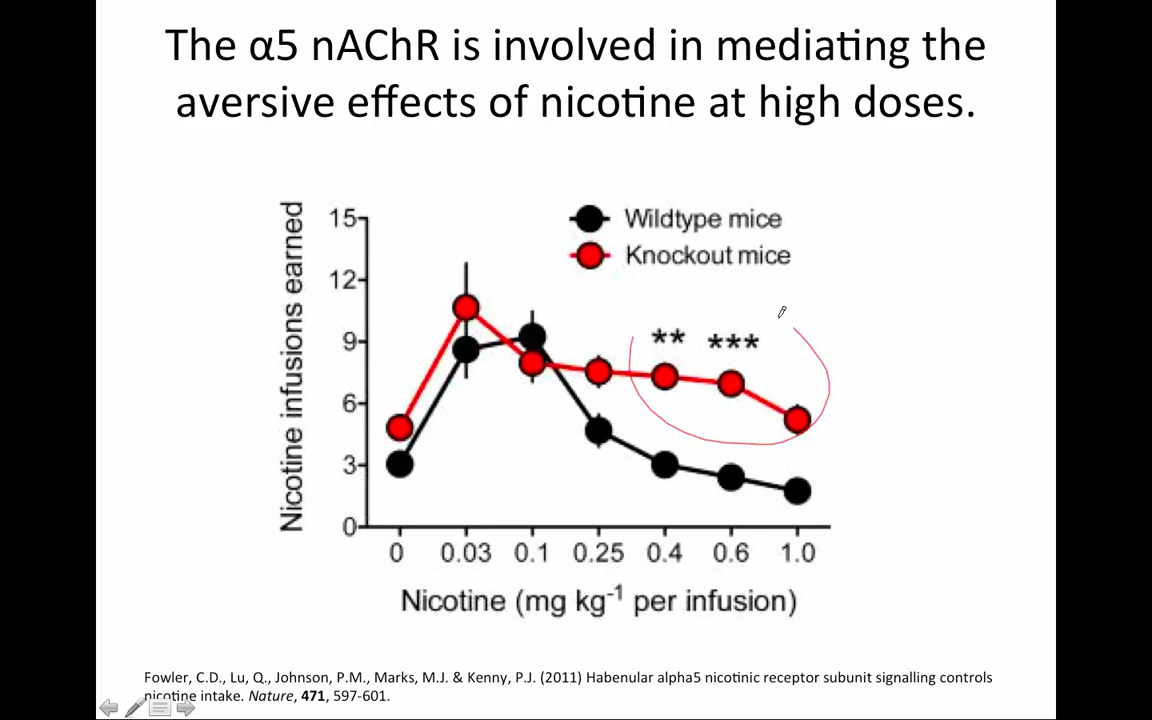 The α5 nAChR is involved in mediating the
aversive effects of nicotine at high doses.
Wildtype mice
Knockout mice
Nicotine infusions earned
15
12
9
6
3
0
** ***
0 0.03 0.1 0.25 0.4 0.6 1.0
Nicotine (mg kg⁻¹ per infusion)
Fowler, C.D., Lu, Q., Johnson, P.M., Marks, M.J. & Kenny, P.J. (2011) Habenular alpha5 nicotinic receptor subunit signalling controls
nicotine intake. Nature, 471, 597-601.